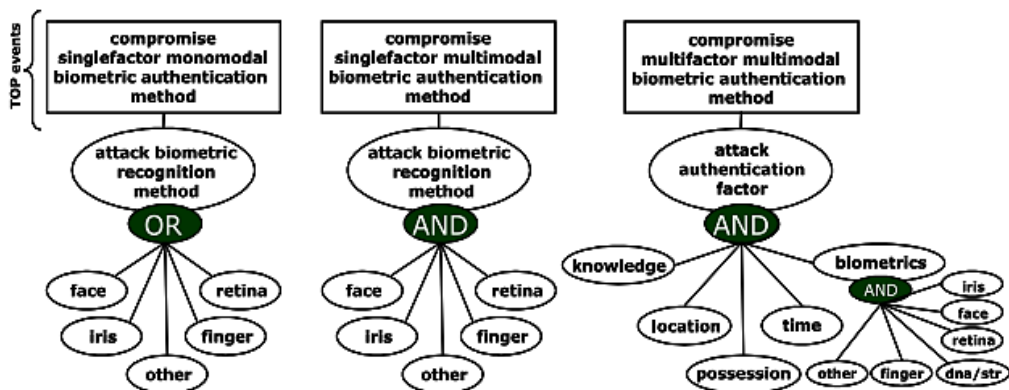 TOP events
compromise
singlefactor monomodal
biometric authentication
method
attack biometric
recognition
method
OR
face
retina
iris
finger
other
compromise
singlefactor multimodal
biometric authentication
method
attack biometric
recognition
method
AND
face
retina
iris
finger
other
compromise
multifactor multimodal
biometric authentication
method
attack
authentication
factor
AND
knowledge
biometrics
location
time
possession
AND
iris
face
retina
other
finger
dna/str